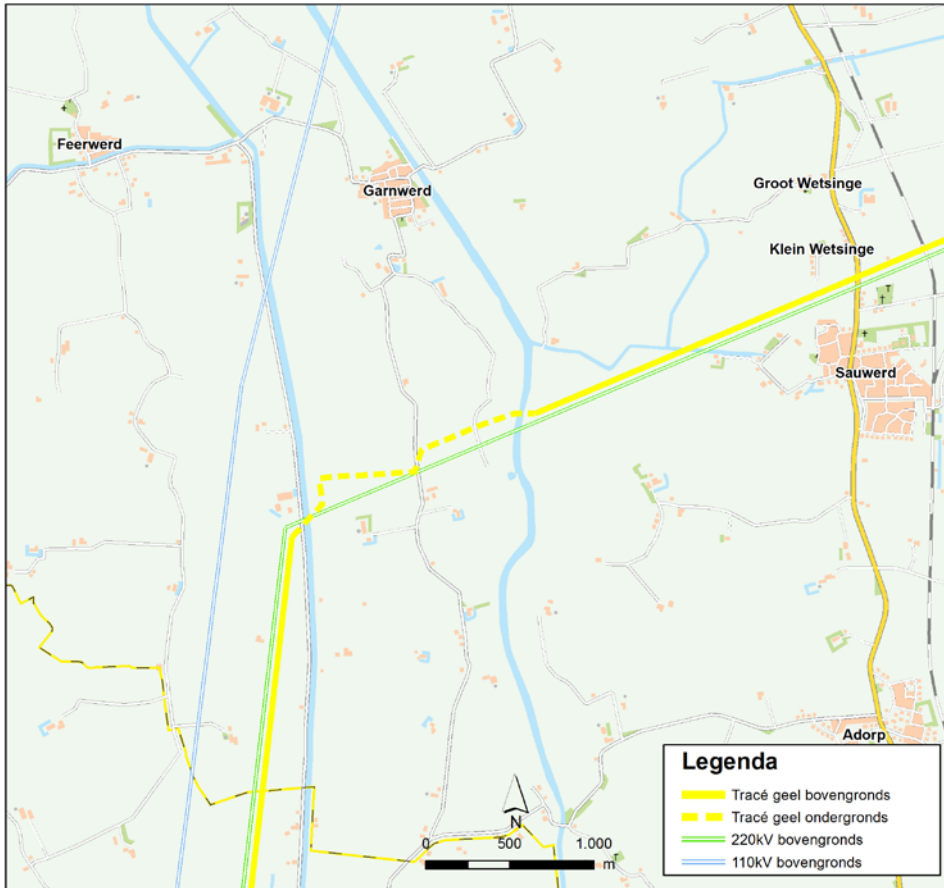 Feerwerd
Garnwerd
Groot Wetsinge
Klein Wetsinge
Sauwerd
Adorp
N
0 500 1.000
m
Legenda
Tracé geel bovengronds
Tracé geel ondergronds
220kV bovengronds
110kV bovengronds